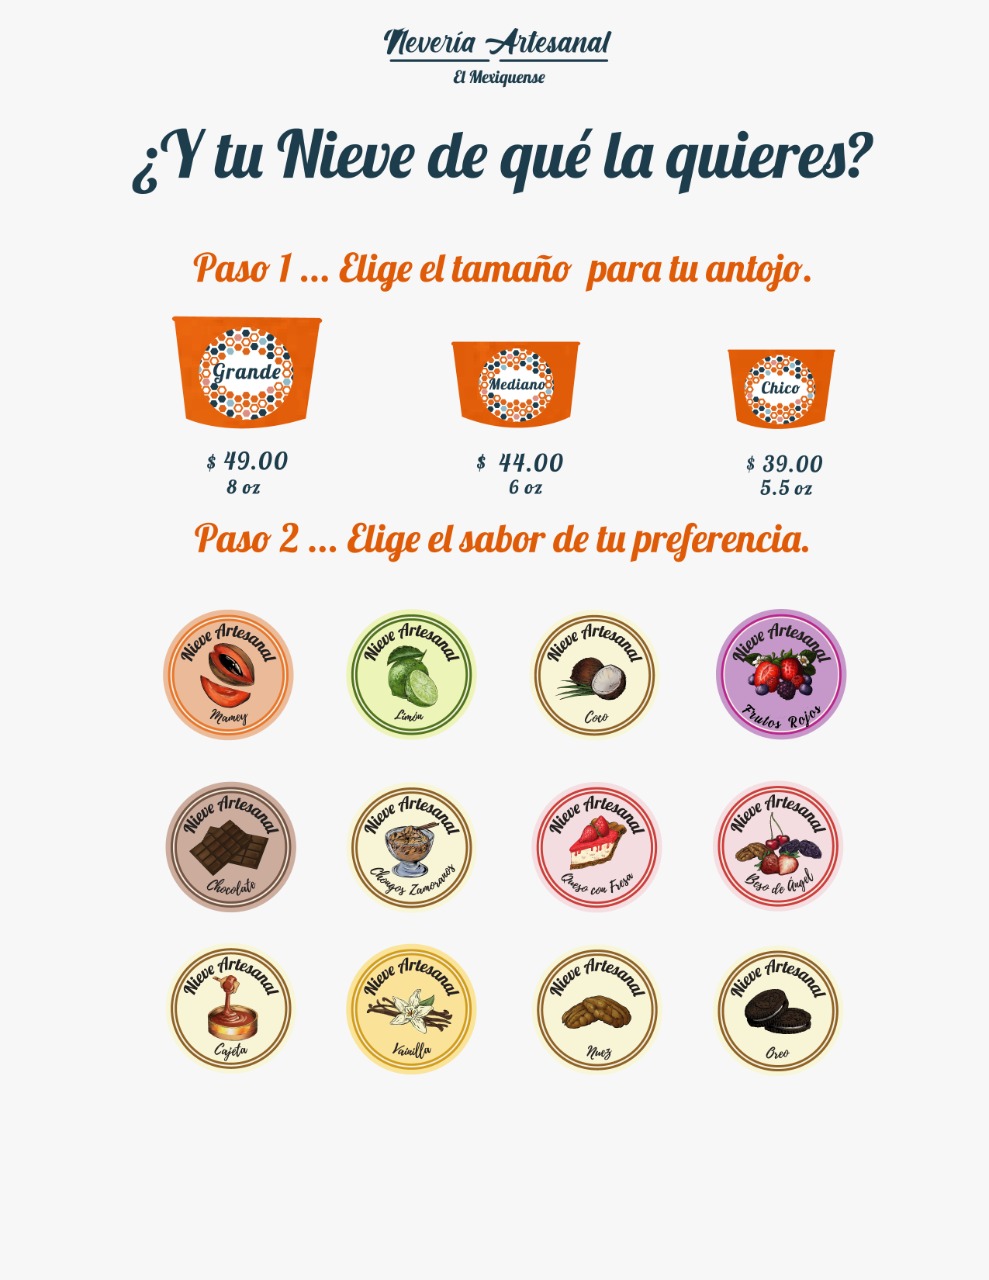 Nevería Artesanal
El Mexiquense
¿Y tu Nieve de qué la quieres?
Paso 1 ... Elige el tamaño para tu antojo.
Grande
Mediano
Chico
$ 49.00
$ 44.00
$ 39.00
8 oz
6 oz
5.5 oz
Paso 2 ... Elige el sabor de tu preferencia.
Nieve Artesanal
Mamey
Nieve Artesanal
Limón
Nieve Artesanal
Coco
Nieve Artesanal
Frutos Rojos
Nieve Artesanal
Chocolate
Nieve Artesanal
Chongos Zamoranos
Nieve Artesanal
Queso con Fresa
Nieve Artesanal
Beso de Ángel
Nieve Artesanal
Cajeta
Nieve Artesanal
Vainilla
Nieve Artesanal
Nuez
Nieve Artesanal
Oreo